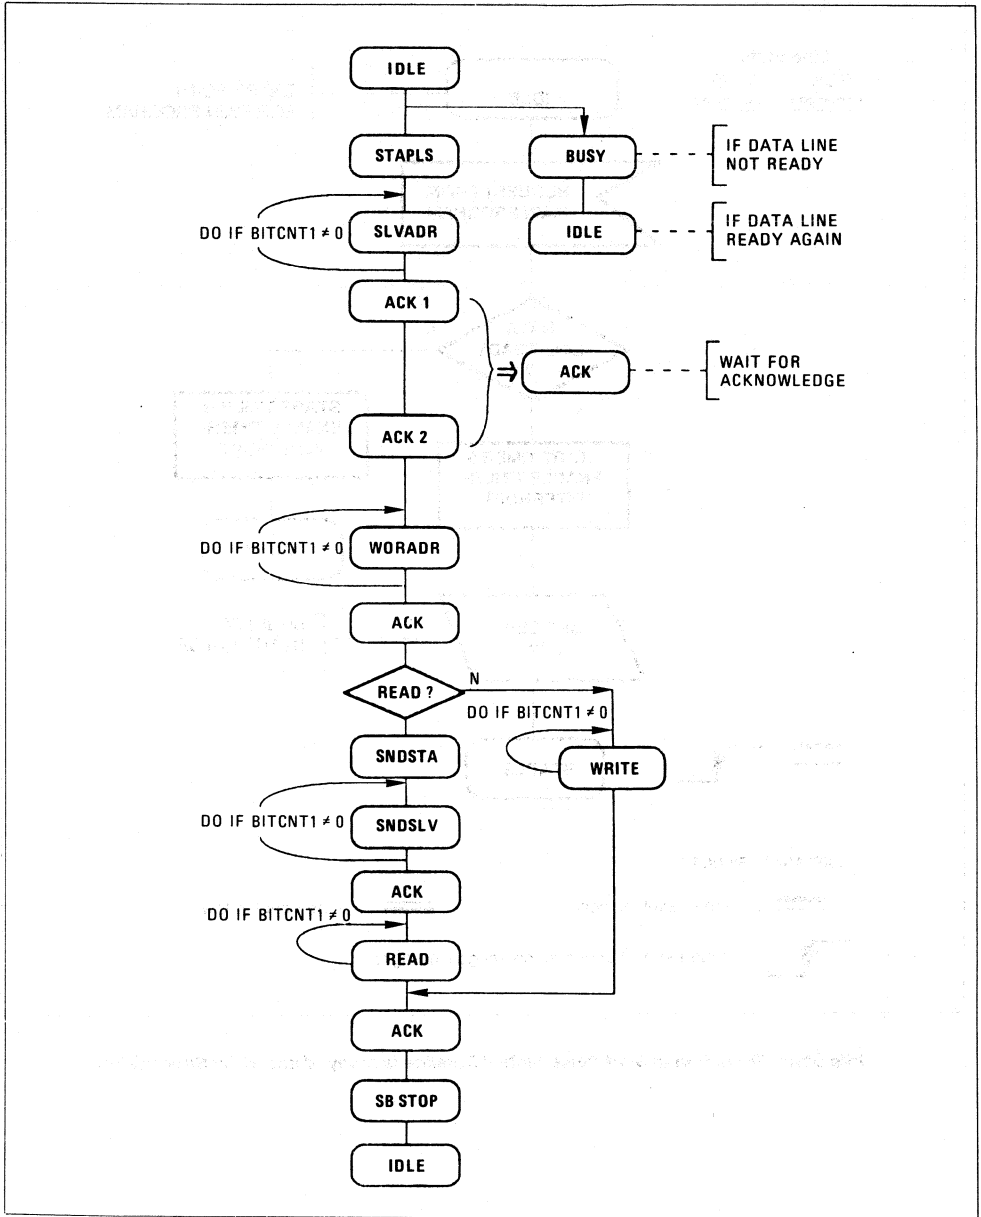 IDLE
STAPLS
BUSY
IF DATA LINE
NOT READY
DO IF BITCNT1 ≠ 0
SLVADR
IDLE
IF DATA LINE
READY AGAIN
ACK 1
ACK
WAIT FOR
ACKNOWLEDGE
ACK 2
DO IF BITCNT1 ≠ 0
WORADR
ACK
READ ?
N
DO IF BITCNT1 ≠ 0
SNDSTA
WRITE
DO IF BITCNT1 ≠ 0
SNDSLV
ACK
DO IF BITCNT1 ≠ 0
READ
ACK
SB STOP
IDLE